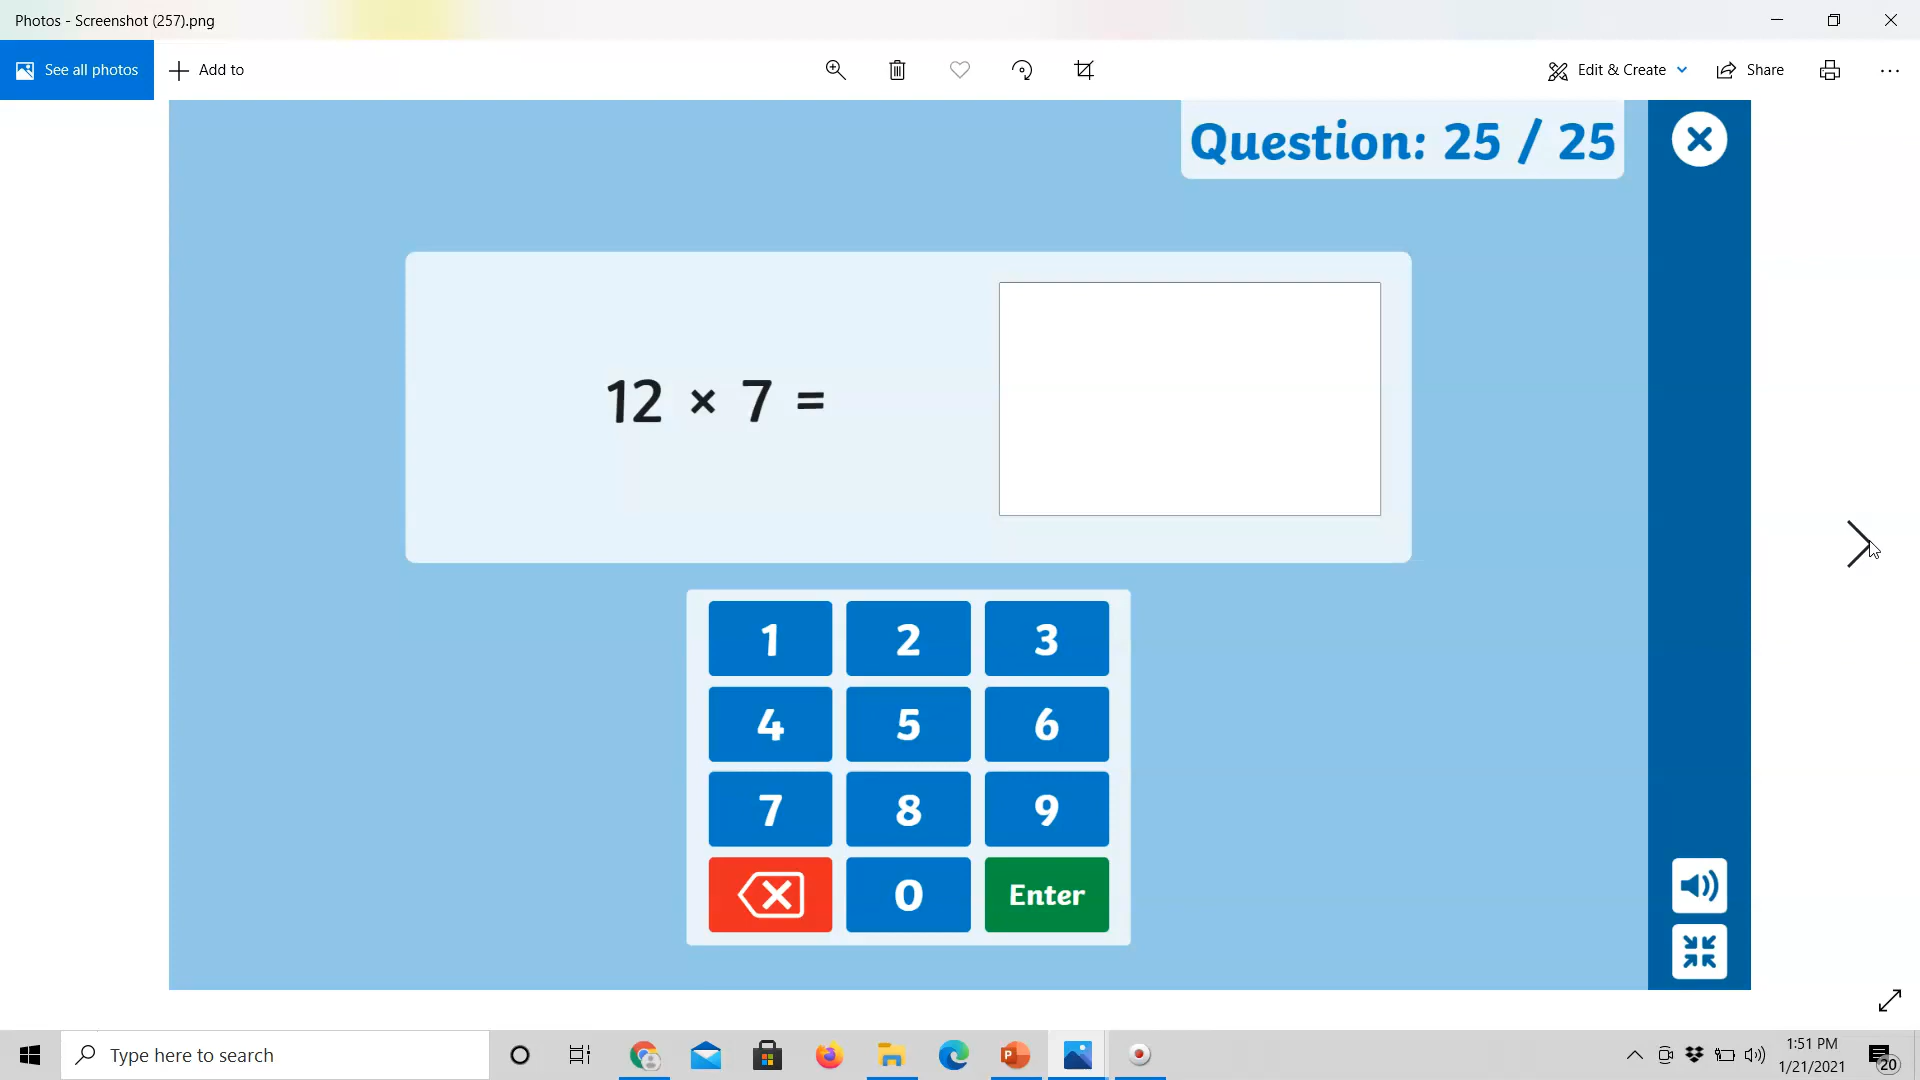 Photos - Screenshot (257).png
See all photos
Add to
Edit & Create
Share
Question: 25 / 25
12 × 7 =
1 2 3
4 5 6
7 8 9
0 Enter
Type here to search
1:51 PM
1/21/2021
20